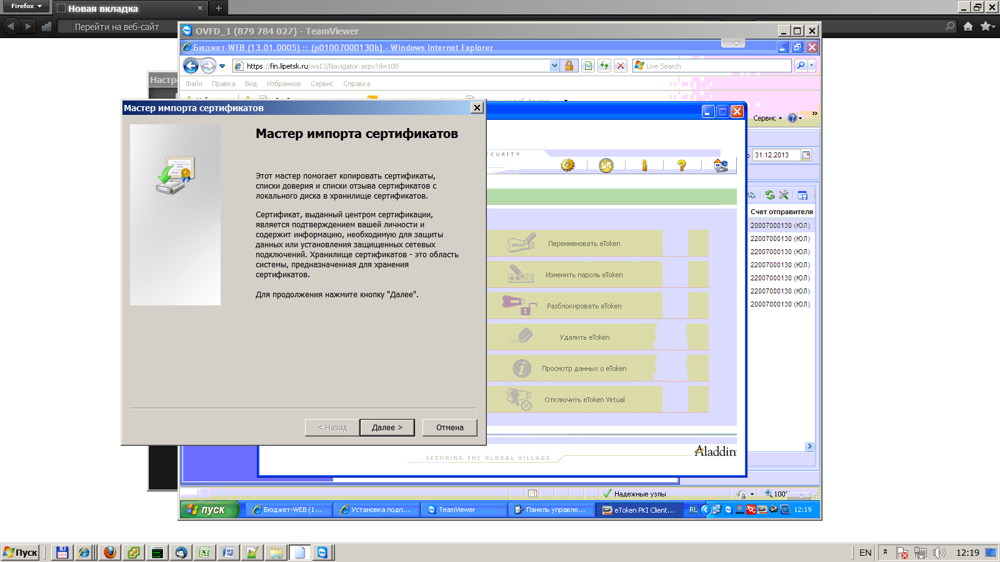 Firefox
Новая вкладка
Перейти на веб-сайт
OVFD_1 (879 784 027) - TeamViewer
Бюджет-WEB (13.01.0005) :: (p01007000130b) - Windows Internet Explorer
https://fin.lipetsk.ru/wa13/Navigator.aspx?d=100
Live Search
Файл Правка Вид Избранное Сервис Справка
Настр
Мастер импорта сертификатов
Сервис
Мастер импорта сертификатов
CURITY
31.12.2013
Этот мастер помогает копировать сертификаты,
списки доверия и списки отзыва сертификатов с
локального диска в хранилище сертификатов.
Сертификат, выданный центром сертификации,
является подтверждением вашей личности и
содержит информацию, необходимую для защиты
данных или установления защищенных сетевых
подключений. Хранилище сертификатов - это область
системы, предназначенная для хранения
сертификатов.
Для продолжения нажмите кнопку "Далее".
< Назад
Далее >
Отмена
Переименовать eToken
Изменить пароль eToken
Разблокировать eToken
Удалить eToken
Просмотр данных о eToken
Отключить eToken Virtual
Счет отправителя
20007000130 (ЮЛ)
22007000130 (ЮЛ)
22007000130 (ЮЛ)
22007000130 (ЮЛ)
22007000130 (ЮЛ)
22007000130 (ЮЛ)
20007000130 (ЮЛ)
Aladdin
SECURING THE GLOBAL VILLAGE
Надежные узлы
100%
пуск
Бюджет-WEB (1...
Установка подп...
TeamViewer
Панель управле...
eToken PKI Client...
RL
12:19
Пуск
EN
12:19